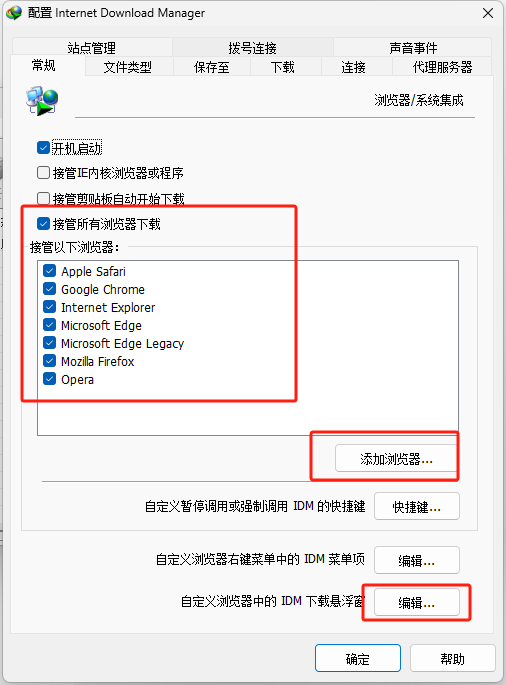 配置 Internet Download Manager
站点管理 拨号连接 声音事件
常规 文件类型 保存至 下载 连接 代理服务器
浏览器/系统集成
开机启动
接管IE内核浏览器或程序
接管剪贴板自动开始下载
接管所有浏览器下载
接管以下浏览器：
Apple Safari
Google Chrome
Internet Explorer
Microsoft Edge
Microsoft Edge Legacy
Mozilla Firefox
Opera
添加浏览器...
自定义暂停调用或强制调用 IDM 的快捷键 快捷键...
自定义浏览器右键菜单中的 IDM 菜单项 编辑...
自定义浏览器中的 IDM 下载悬浮窗 编辑...
确定 帮助